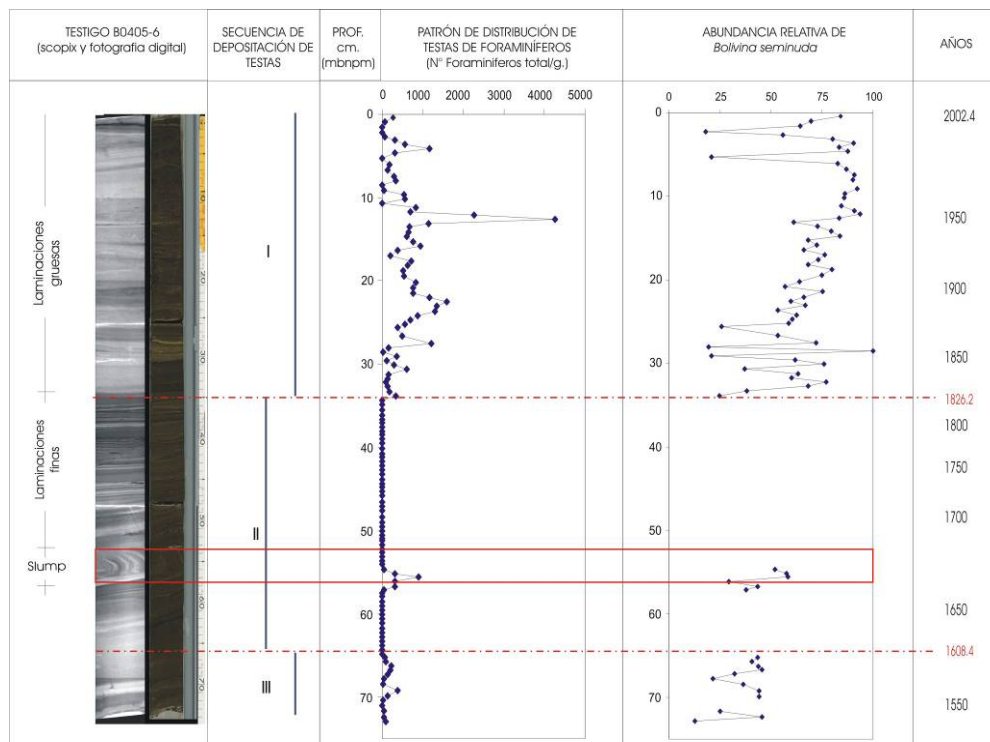 TESTIGO B0405-6
(scopix y fotografia digital)
SECUENCIA DE
DEPOSITACIÓN DE
TESTAS
PROF.
cm.
(mbnpm)
PATRÓN DE DISTRIBUCIÓN DE
TESTAS DE FORAMINÍFEROS
(N° Foraminiferos total/g.)
ABUNDANCIA RELATIVA DE
Bolivina seminuda
AÑOS
0 1000 2000 3000 4000 5000
0 25 50 75 100
0
10
20
30
40
50
60
70
0
10
20
30
40
50
60
70
Laminaciones
gruesas
Laminaciones
finas
Slump
I
II
III
2002.4
1950
1900
1850
1826.2
1800
1750
1700
1650
1608.4
1550